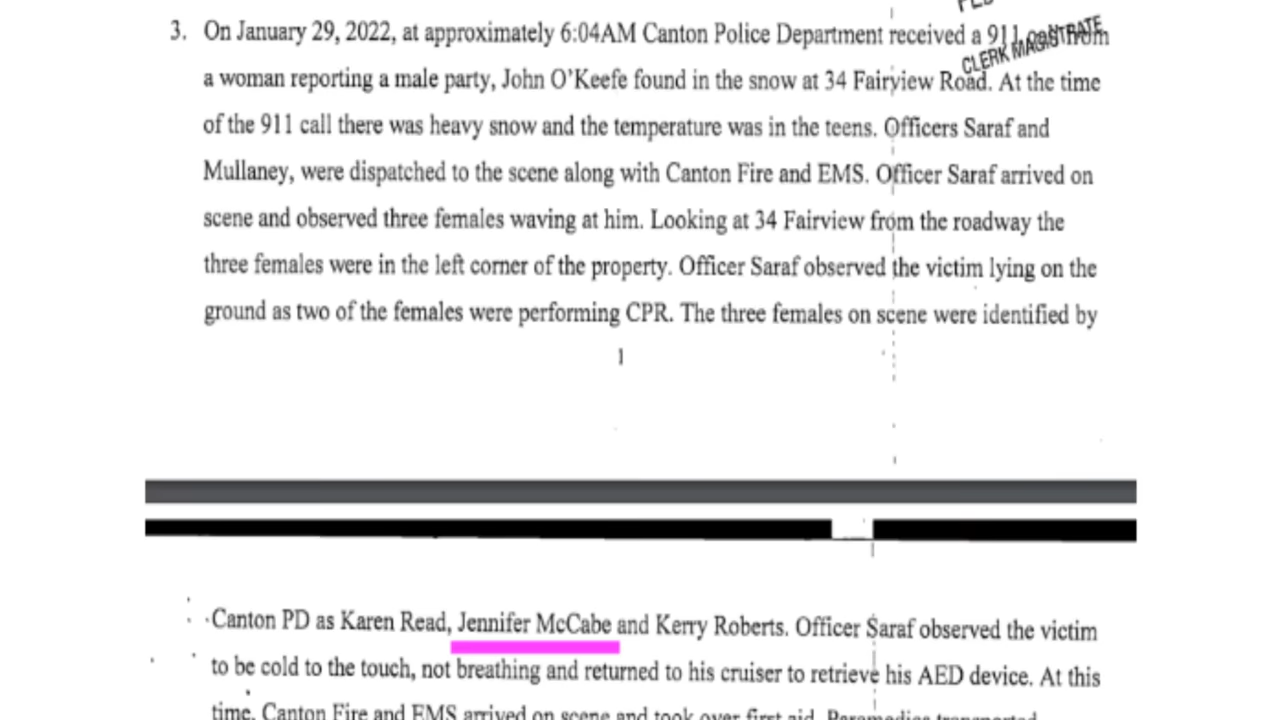 3. On January 29, 2022, at approximately 6:04AM Canton Police Department received a 911 call from
CLERK MAGISTRATE
a woman reporting a male party, John O'Keefe found in the snow at 34 Fairview Road. At the time
of the 911 call there was heavy snow and the temperature was in the teens. Officers Saraf and
Mullaney, were dispatched to the scene along with Canton Fire and EMS. Officer Saraf arrived on
scene and observed three females waving at him. Looking at 34 Fairview from the roadway the
three females were in the left corner of the property. Officer Saraf observed the victim lying on the
ground as two of the females were performing CPR. The three females on scene were identified by
1
Canton PD as Karen Read, Jennifer McCabe and Kerry Roberts. Officer Saraf observed the victim
to be cold to the touch, not breathing and returned to his cruiser to retrieve his AED device. At this
time, Canton Fire and EMS arrived on scene and took over first aid. Paramedics transported